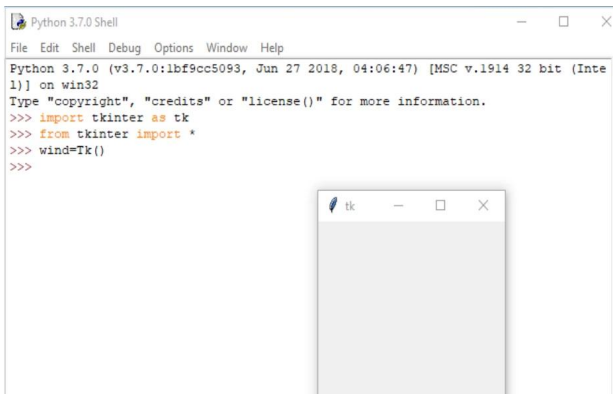 Python 3.7.0 Shell
File Edit Shell Debug Options Window Help
Python 3.7.0 (v3.7.0:1bf9cc5093, Jun 27 2018, 04:06:47) [MSC v.1914 32 bit (Inte
l)] on win32
Type "copyright", "credits" or "license()" for more information.
>>> import tkinter as tk
>>> from tkinter import *
>>> wind=Tk()
>>>
tk